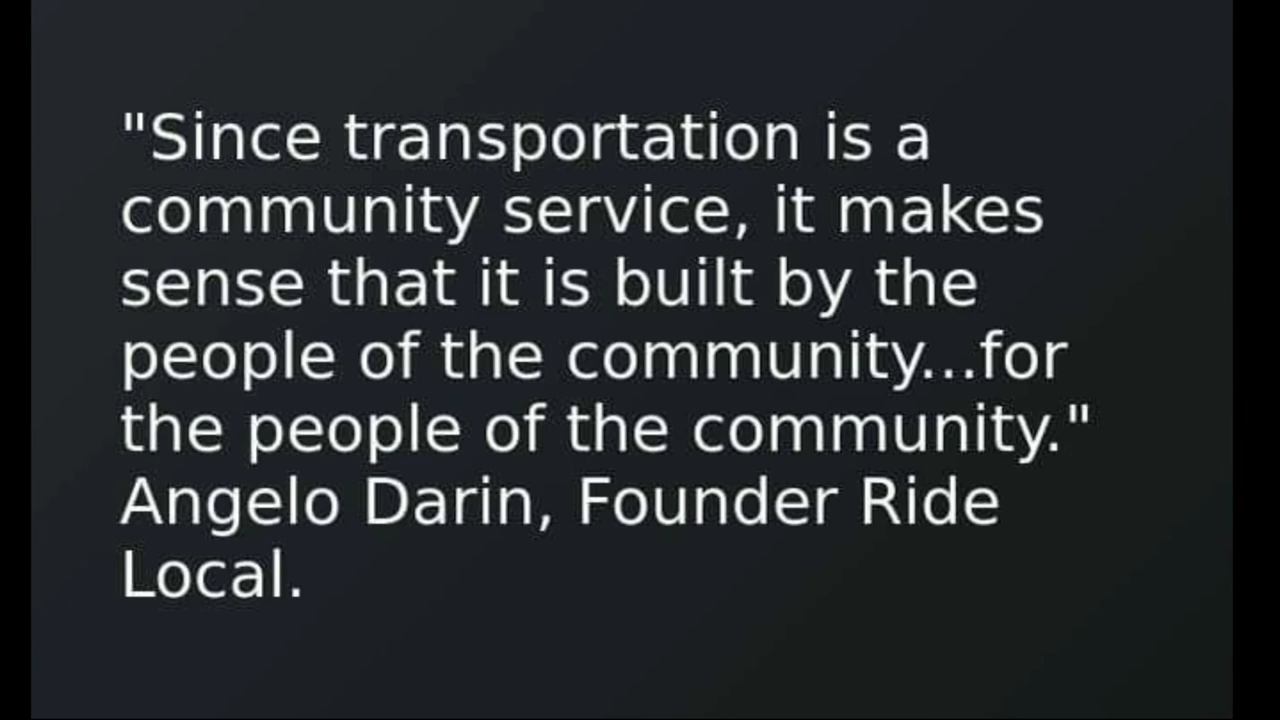 "Since transportation is a
community service, it makes
sense that it is built by the
people of the community...for
the people of the community."
Angelo Darin, Founder Ride
Local.